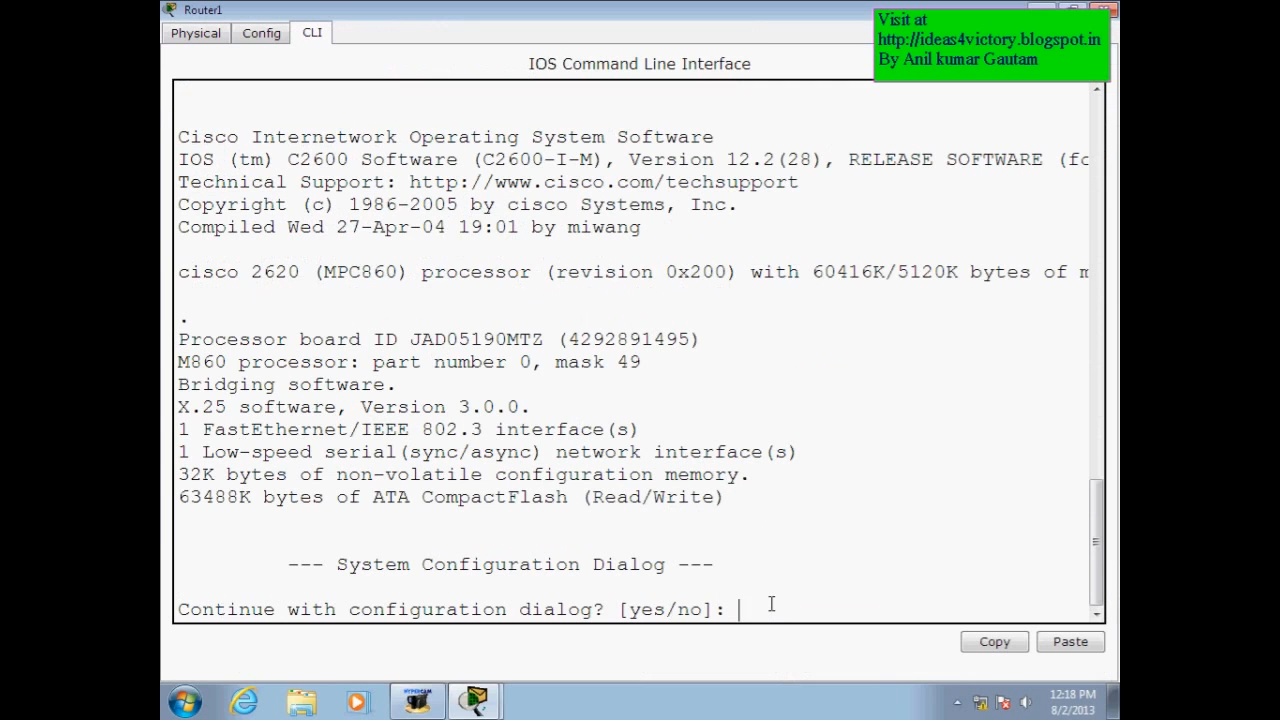 Router1
Physical
Config
CLI
Visit at
http://ideas4victory.blogspot.in
By Anil kumar Gautam
IOS Command Line Interface
Cisco Internetwork Operating System Software
IOS (tm) C2600 Software (C2600-I-M), Version 12.2(28), RELEASE SOFTWARE (fc
Technical Support: http://www.cisco.com/techsupport
Copyright (c) 1986-2005 by cisco Systems, Inc.
Compiled Wed 27-Apr-04 19:01 by miwang
cisco 2620 (MPC860) processor (revision 0x200) with 60416K/5120K bytes of m
.
Processor board ID JAD05190MTZ (4292891495)
M860 processor: part number 0, mask 49
Bridging software.
X.25 software, Version 3.0.0.
1 FastEthernet/IEEE 802.3 interface(s)
1 Low-speed serial(sync/async) network interface(s)
32K bytes of non-volatile configuration memory.
63488K bytes of ATA CompactFlash (Read/Write)
--- System Configuration Dialog ---
Continue with configuration dialog? [yes/no]:
Copy
Paste
HYPERCAM
12:18 PM
8/2/2013